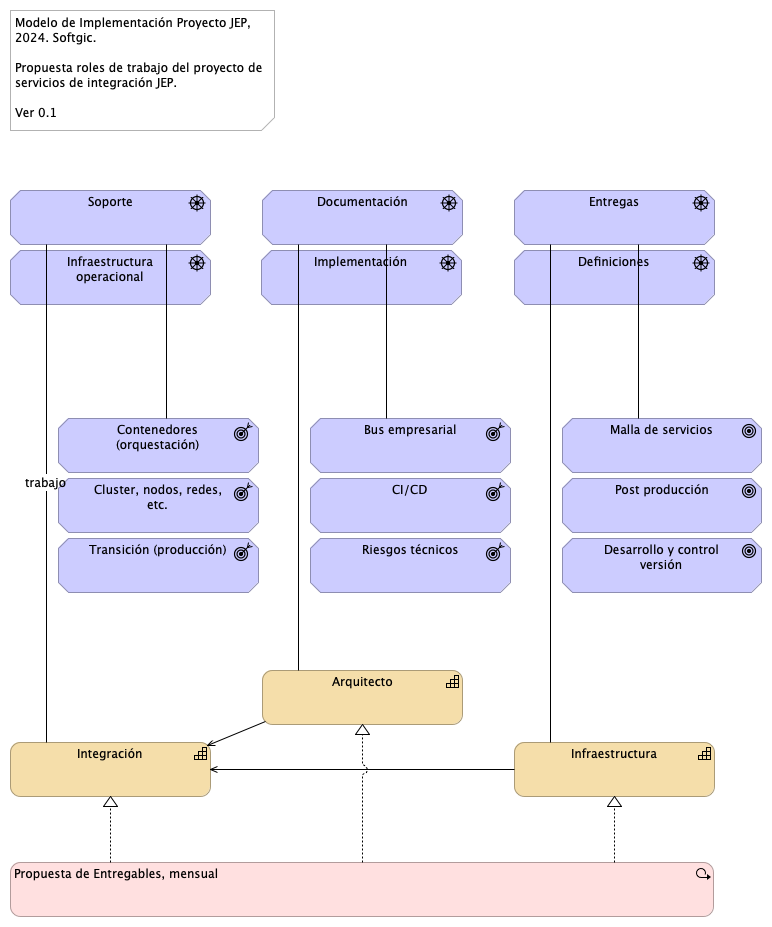 Modelo de Implementación Proyecto JEP,
2024. Softgic.
Propuesta roles de trabajo del proyecto de
servicios de integración JEP.
Ver 0.1
Soporte
Documentación
Entregas
Infraestructura
operacional
Implementación
Definiciones
Contenedores
(orquestación)
Bus empresarial
Malla de servicios
trabajo
Cluster, nodos, redes,
etc.
CI/CD
Post producción
Transición (producción)
Riesgos técnicos
Desarrollo y control
versión
Arquitecto
Integración
Infraestructura
Propuesta de Entregables, mensual